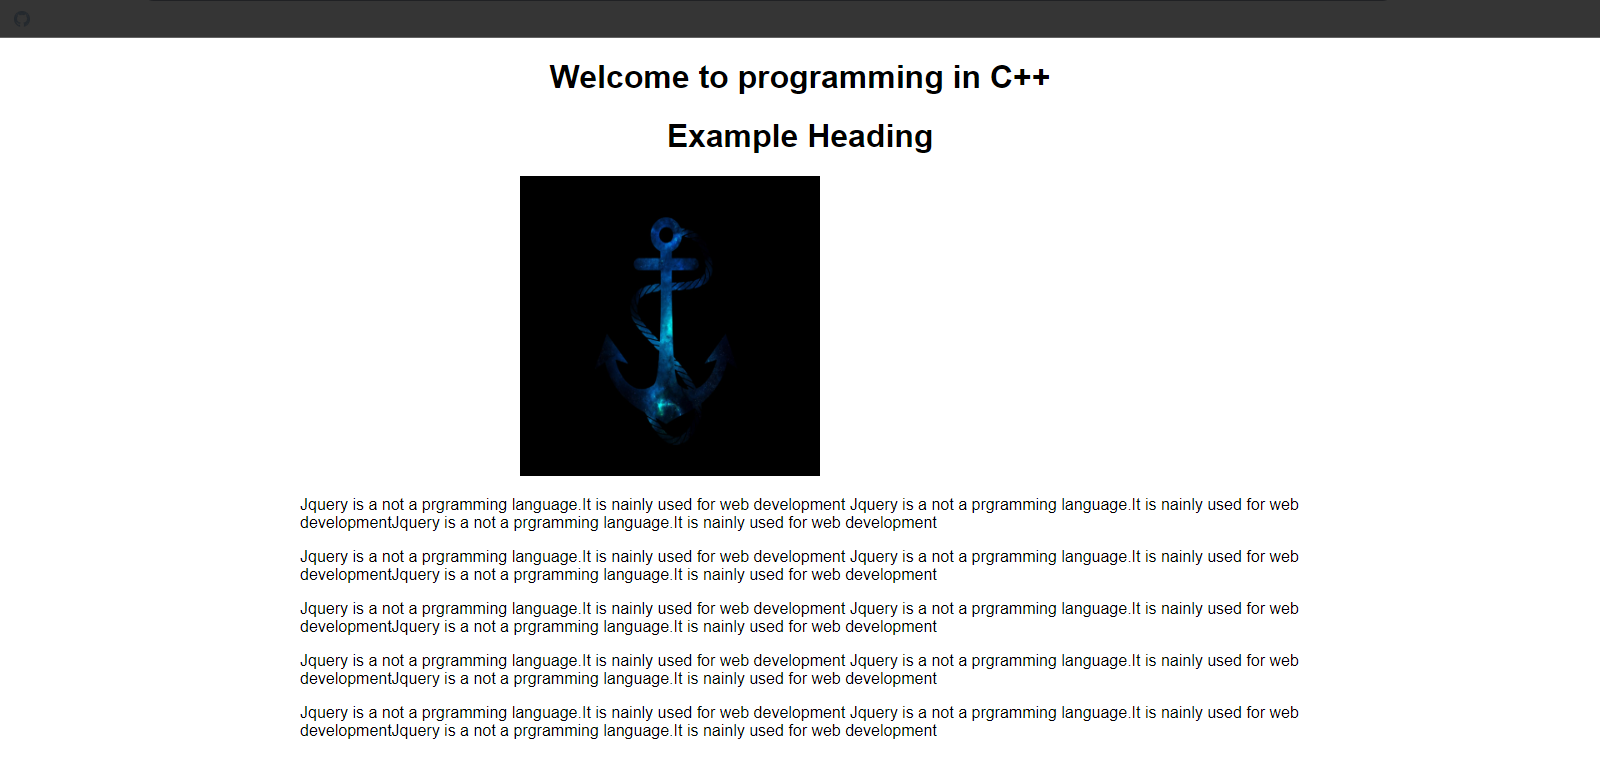 Welcome to programming in C++
Example Heading
Jquery is a not a prgramming language.It is nainly used for web development Jquery is a not a prgramming language.It is nainly used for web
developmentJquery is a not a prgramming language.It is nainly used for web development
Jquery is a not a prgramming language.It is nainly used for web development Jquery is a not a prgramming language.It is nainly used for web
developmentJquery is a not a prgramming language.It is nainly used for web development
Jquery is a not a prgramming language.It is nainly used for web development Jquery is a not a prgramming language.It is nainly used for web
developmentJquery is a not a prgramming language.It is nainly used for web development
Jquery is a not a prgramming language.It is nainly used for web development Jquery is a not a prgramming language.It is nainly used for web
developmentJquery is a not a prgramming language.It is nainly used for web development
Jquery is a not a prgramming language.It is nainly used for web development Jquery is a not a prgramming language.It is nainly used for web
developmentJquery is a not a prgramming language.It is nainly used for web development